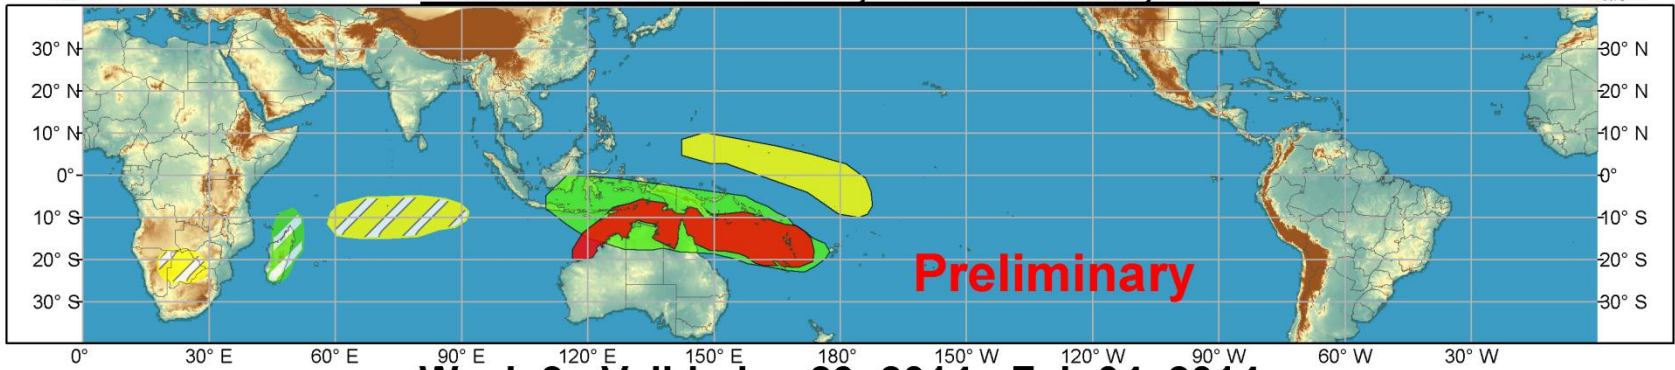 30° N
30° N
20° N
20° N
10° N
10° N
0°
0°
10° S
10° S
20° S
Preliminary
20° S
30° S
30° S
0°
30° E
60° E
90° E
120° E
150° E
180°
150° W
120° W
90° W
60° W
30° W